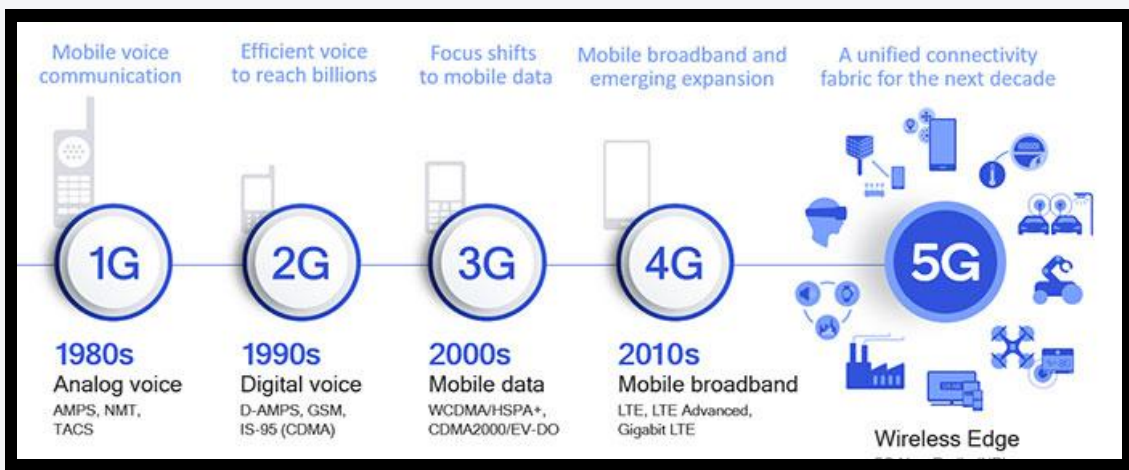 Mobile voice
communication
Efficient voice
to reach billions
Focus shifts
to mobile data
Mobile broadband and
emerging expansion
A unified connectivity
fabric for the next decade
1G
2G
3G
4G
5G
1980s
Analog voice
AMPS, NMT,
TACS
1990s
Digital voice
D-AMPS, GSM,
IS-95 (CDMA)
2000s
Mobile data
WCDMA/HSPA+,
CDMA2000/EV-DO
2010s
Mobile broadband
LTE, LTE Advanced,
Gigabit LTE
Wireless Edge